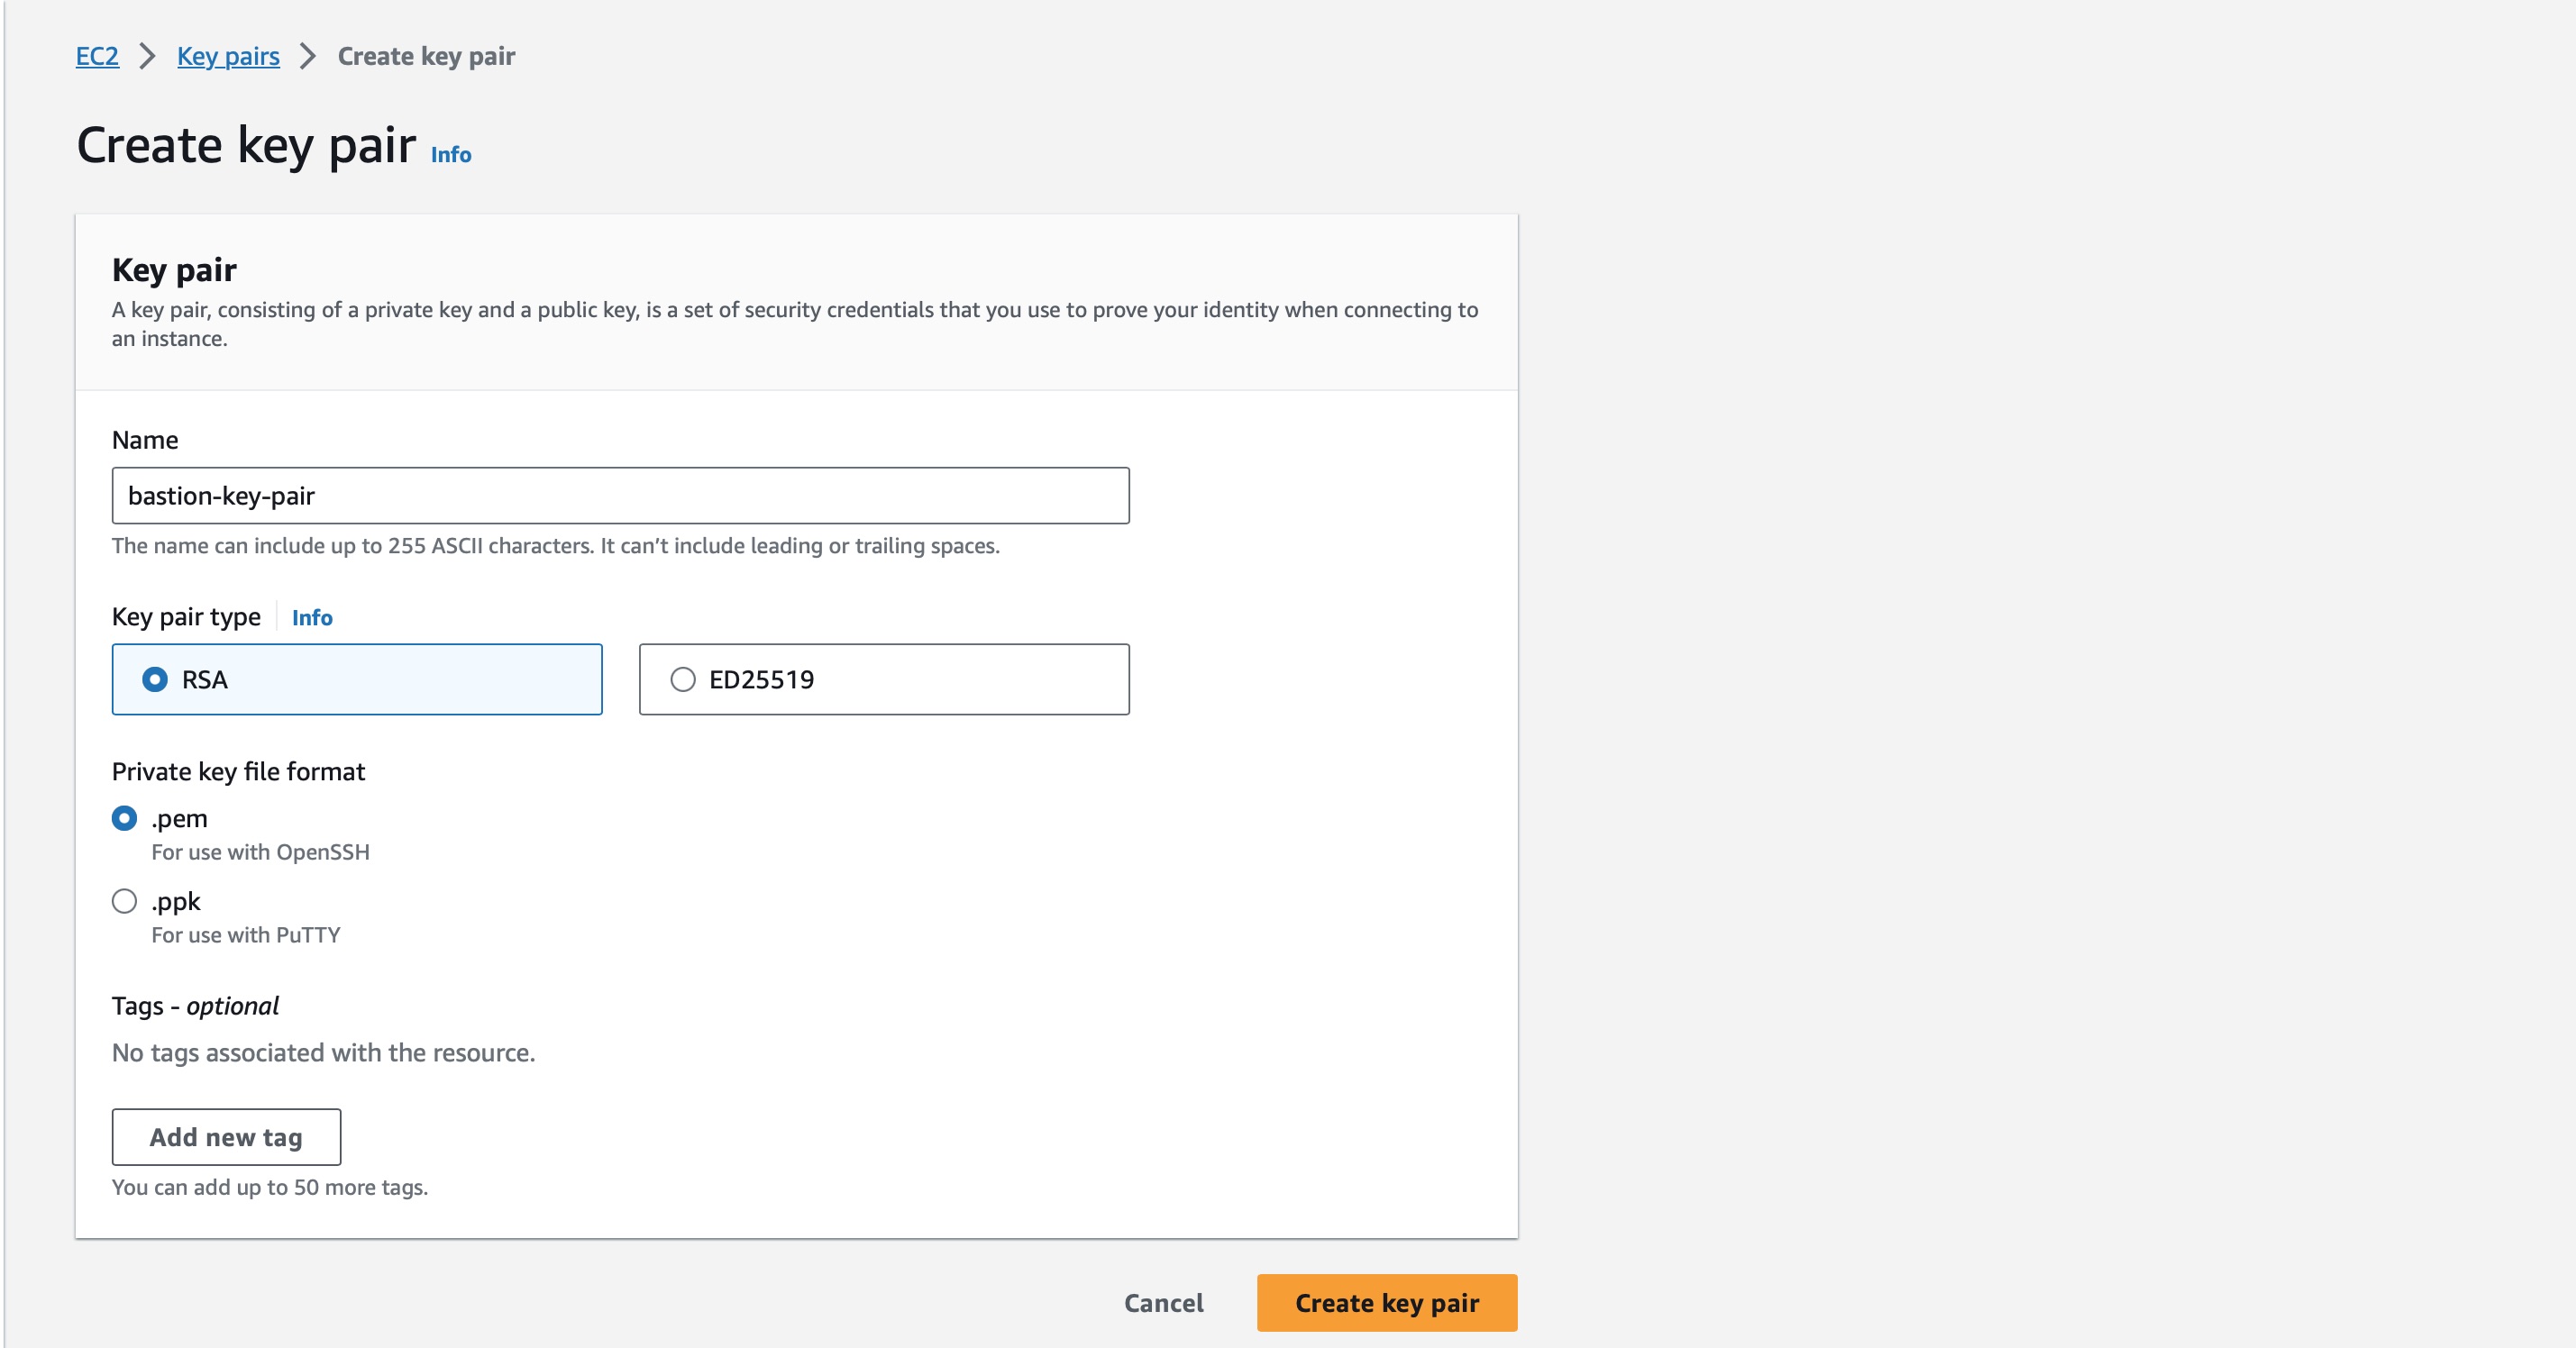 EC2 > Key pairs > Create key pair
Create key pair Info
Key pair
A key pair, consisting of a private key and a public key, is a set of security credentials that you use to prove your identity when connecting to
an instance.
Name
bastion-key-pair
The name can include up to 255 ASCII characters. It can’t include leading or trailing spaces.
Key pair type Info
RSA ED25519
Private key file format
.pem
For use with OpenSSH
.ppk
For use with PuTTY
Tags - optional
No tags associated with the resource.
Add new tag
You can add up to 50 more tags.
Cancel Create key pair